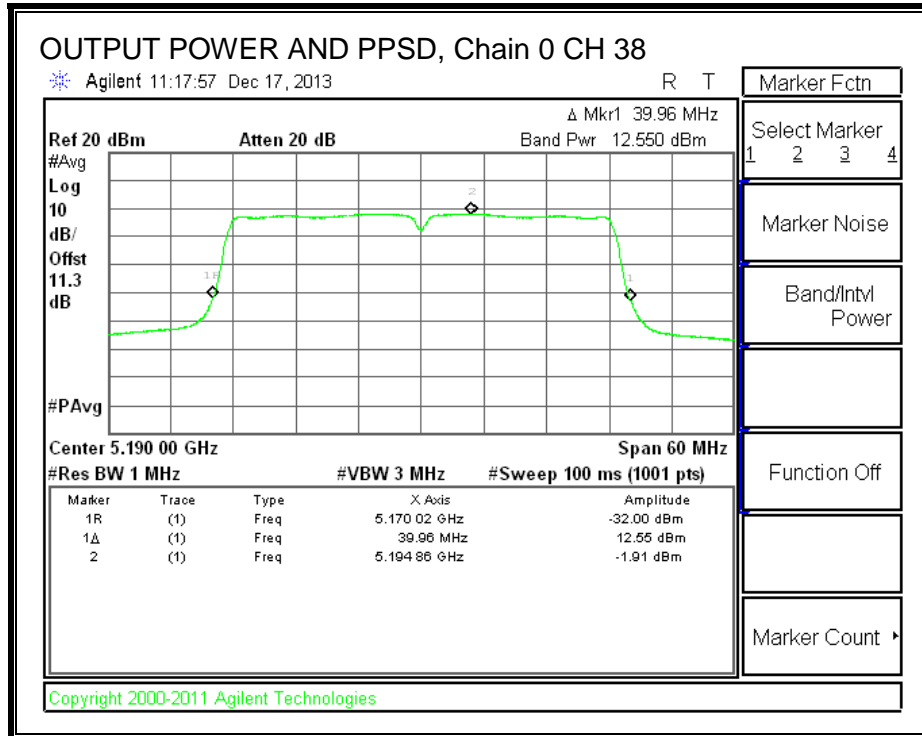 OUTPUT POWER AND PPSD, Chain 0 CH 38
Agilent 11:17:57 Dec 17, 2013 R T
Δ Mkr1 39.96 MHz
Ref 20 dBm Atten 20 dB Band Pwr 12.550 dBm
#Avg
Log
10
dB/
Offst
11.3
dB
2
1R
1
#PAvg
Center 5.190 00 GHz Span 60 MHz
#Res BW 1 MHz #VBW 3 MHz #Sweep 100 ms (1001 pts)
Marker Trace Type X Axis Amplitude
1R (1) Freq 5.170 02 GHz -32.00 dBm
1Δ (1) Freq 39.96 MHz 12.55 dBm
2 (1) Freq 5.194 86 GHz -1.91 dBm
Copyright 2000-2011 Agilent Technologies
Marker Fctn
Select Marker
1 2 3 4
Marker Noise
Band/Intvl
Power
Function Off
Marker Count